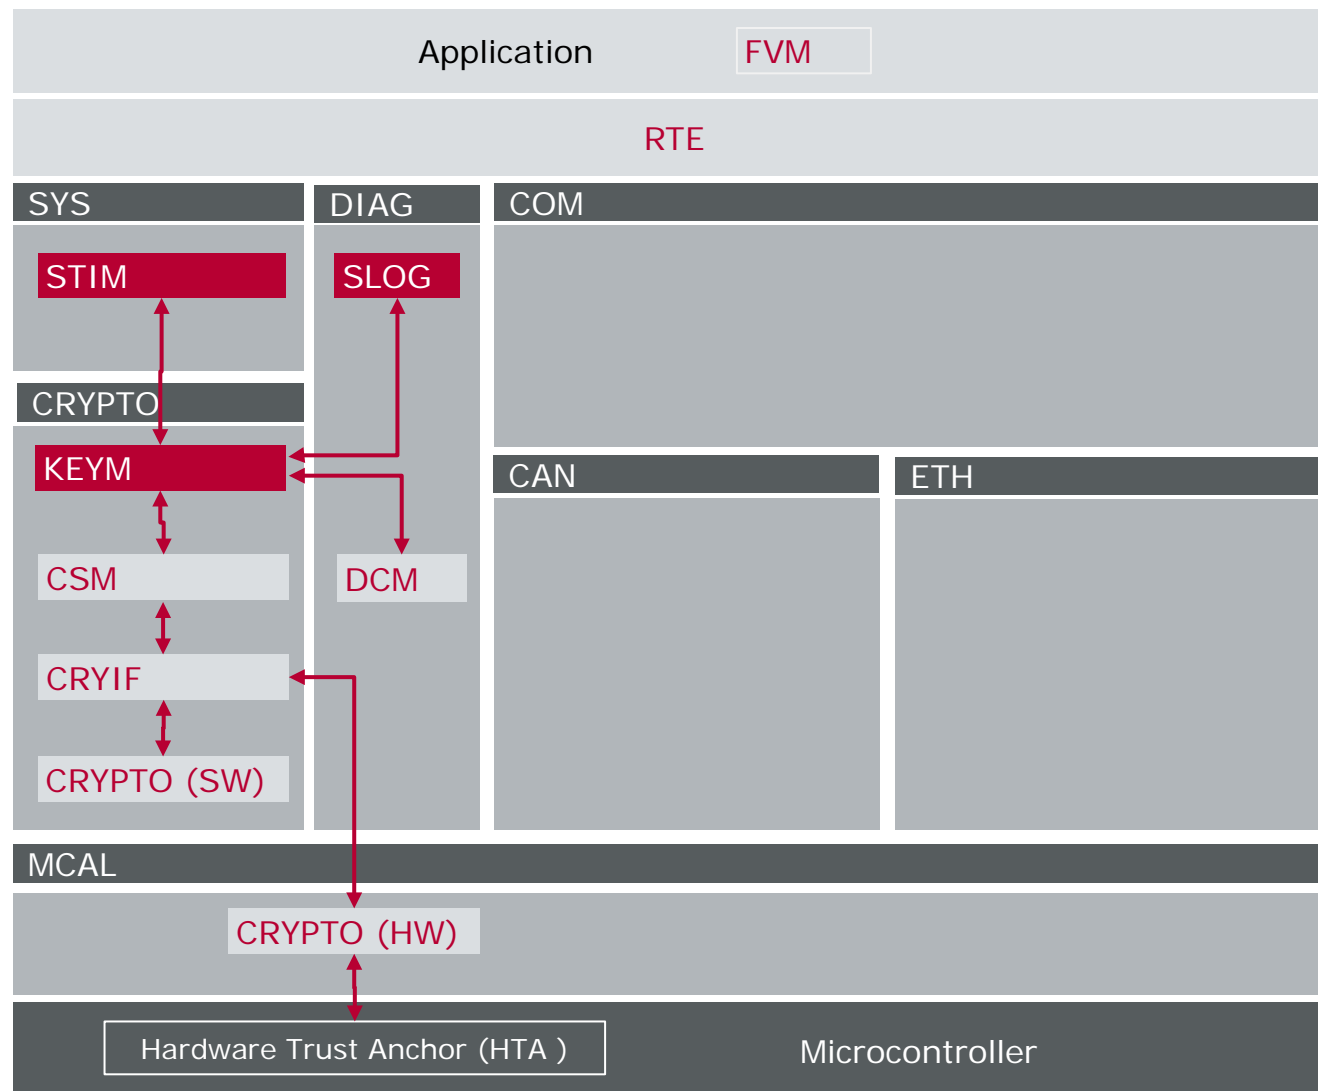 Application FVM
RTE
SYS DIAG COM
STIM SLOG
CRYPTO
KEYM
CAN ETH
CSM DCM
CRYIF
CRYPTO (SW)
MCAL
CRYPTO (HW)
Hardware Trust Anchor (HTA ) Microcontroller